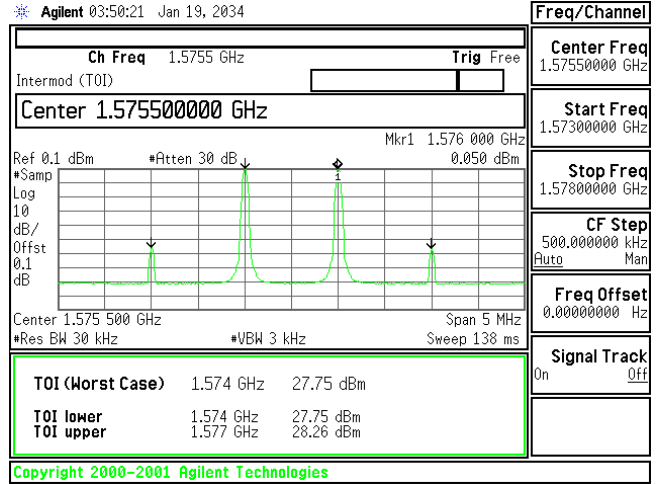 Agilent 03:50:21 Jan 19, 2034
Freq/Channel
Ch Freq 1.5755 GHz Trig Free
Intermod (TOI)
Center 1.575500000 GHz
Mkr1 1.576 000 GHz
Ref 0.1 dBm #Atten 30 dB 0.050 dBm
#Samp
Log
10
dB/
Offst
0.1
dB
1
Center 1.575 500 GHz Span 5 MHz
#Res BW 30 kHz #VBW 3 kHz Sweep 138 ms
TOI (Worst Case) 1.574 GHz 27.75 dBm
TOI lower 1.574 GHz 27.75 dBm
TOI upper 1.577 GHz 28.26 dBm
Copyright 2000-2001 Agilent Technologies
Center Freq
1.57550000 GHz
Start Freq
1.57300000 GHz
Stop Freq
1.57800000 GHz
CF Step
500.000000 kHz
Auto Man
Freq Offset
0.00000000 Hz
Signal Track
On Off